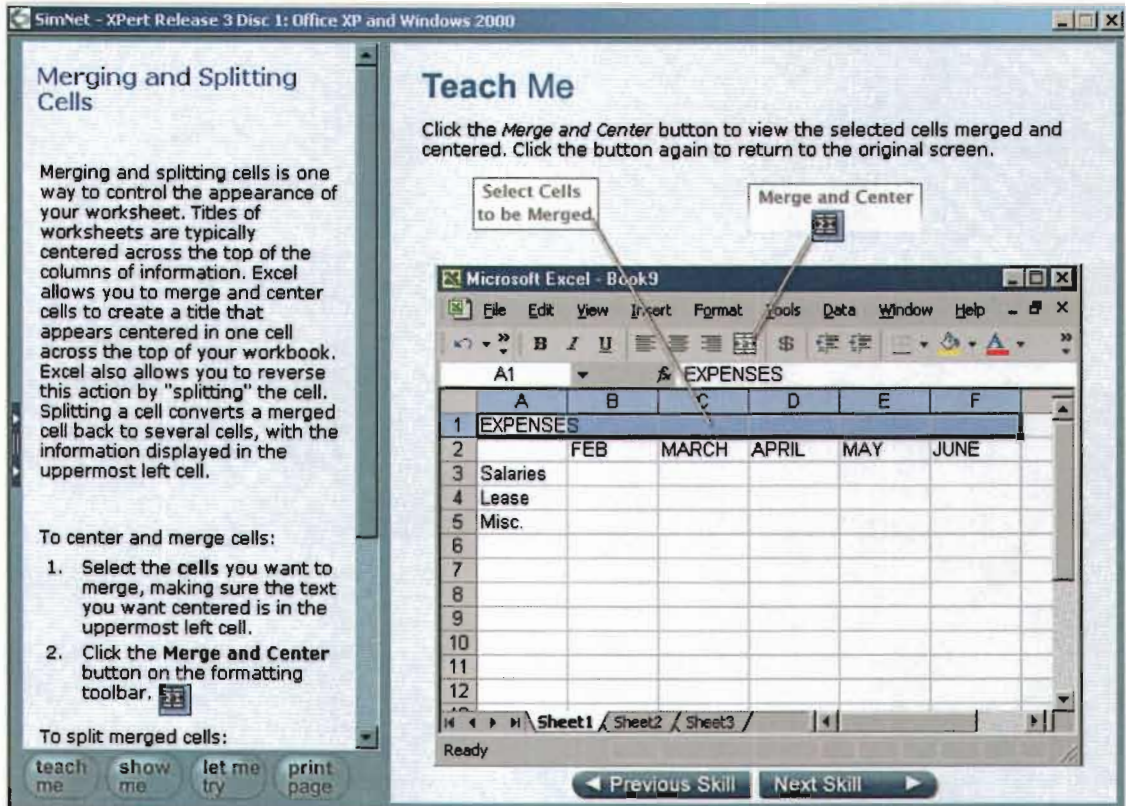 SimNet - XPert Release 3 Disc 1: Office XP and Windows 2000
Merging and Splitting
Cells
Merging and splitting cells is one
way to control the appearance of
your worksheet. Titles of
worksheets are typically
centered across the top of the
columns of information. Excel
allows you to merge and center
cells to create a title that
appears centered in one cell
across the top of your workbook.
Excel also allows you to reverse
this action by "splitting" the cell.
Splitting a cell converts a merged
cell back to several cells, with the
information displayed in the
uppermost left cell.
To center and merge cells:
1. Select the cells you want to
merge, making sure the text
you want centered is in the
uppermost left cell.
2. Click the Merge and Center
button on the formatting
toolbar.
To split merged cells:
teach me
show me
let me try
print page
Teach Me
Click the Merge and Center button to view the selected cells merged and
centered. Click the button again to return to the original screen.
Select Cells
to be Merged
Merge and Center
Microsoft Excel - Book9
File Edit View Insert Format Tools Data Window Help
B I U $ A
A1 fx EXPENSES
A B C D E F
1 EXPENSES
2 FEB MARCH APRIL MAY JUNE
3 Salaries
4 Lease
5 Misc.
6
7
8
9
10
11
12
Sheet1 Sheet2 Sheet3
Ready
Previous Skill Next Skill